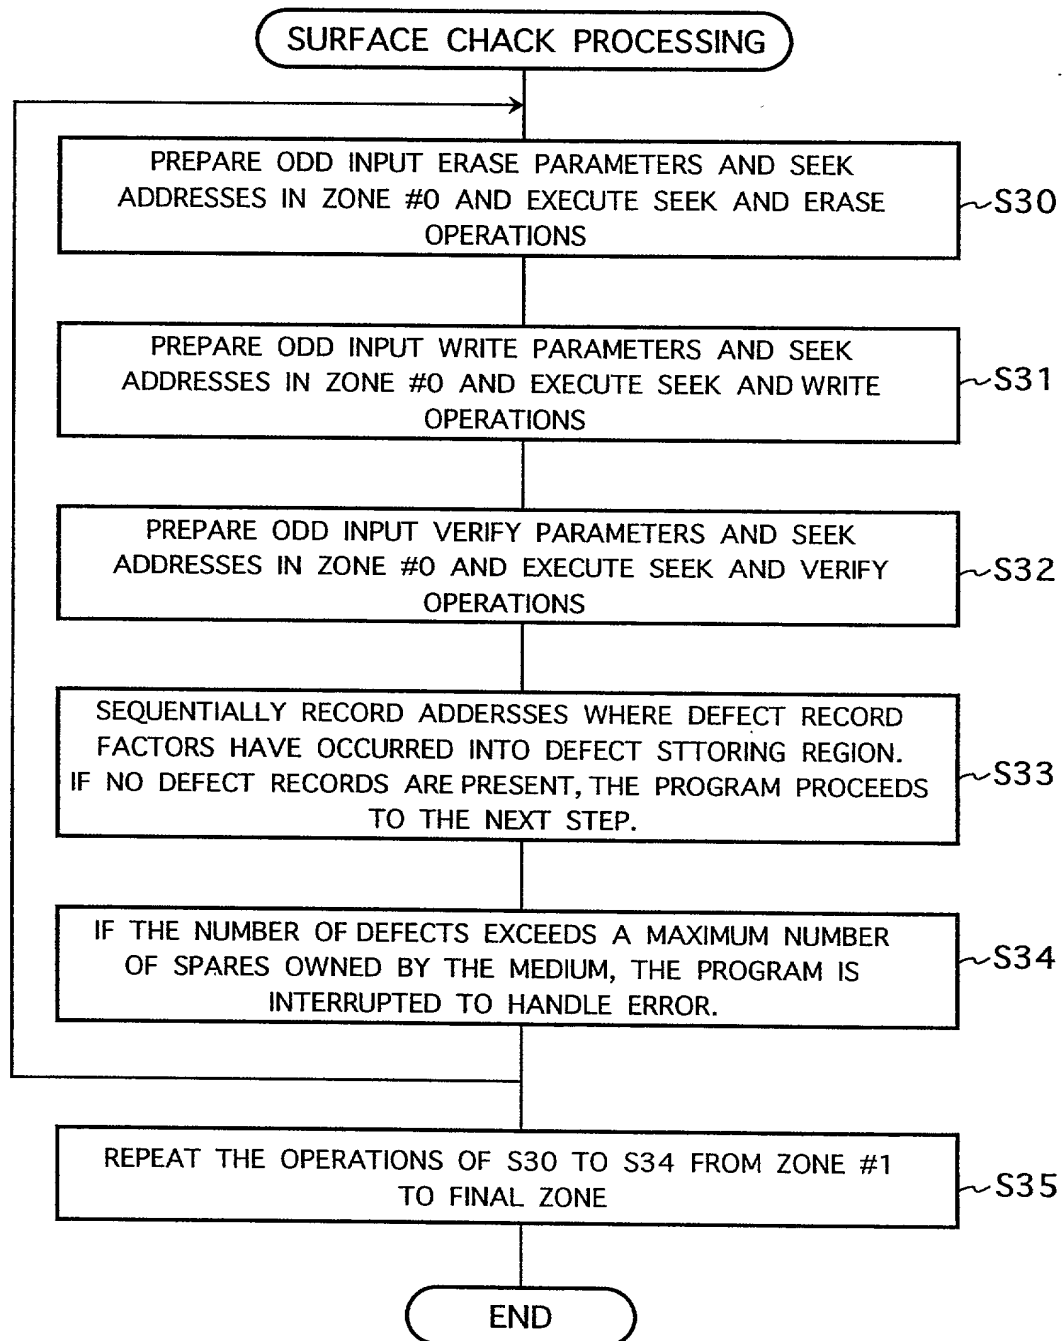 SURFACE CHACK PROCESSING
PREPARE ODD INPUT ERASE PARAMETERS AND SEEK
ADDRESSES IN ZONE #0 AND EXECUTE SEEK AND ERASE
OPERATIONS
S30
PREPARE ODD INPUT WRITE PARAMETERS AND SEEK
ADDRESSES IN ZONE #0 AND EXECUTE SEEK AND WRITE
OPERATIONS
S31
PREPARE ODD INPUT VERIFY PARAMETERS AND SEEK
ADDRESSES IN ZONE #0 AND EXECUTE SEEK AND VERIFY
OPERATIONS
S32
SEQUENTIALLY RECORD ADDERSSES WHERE DEFECT RECORD
FACTORS HAVE OCCURRED INTO DEFECT STTORING REGION.
IF NO DEFECT RECORDS ARE PRESENT, THE PROGRAM PROCEEDS
TO THE NEXT STEP.
S33
IF THE NUMBER OF DEFECTS EXCEEDS A MAXIMUM NUMBER
OF SPARES OWNED BY THE MEDIUM, THE PROGRAM IS
INTERRUPTED TO HANDLE ERROR.
S34
REPEAT THE OPERATIONS OF S30 TO S34 FROM ZONE #1
TO FINAL ZONE
S35
END